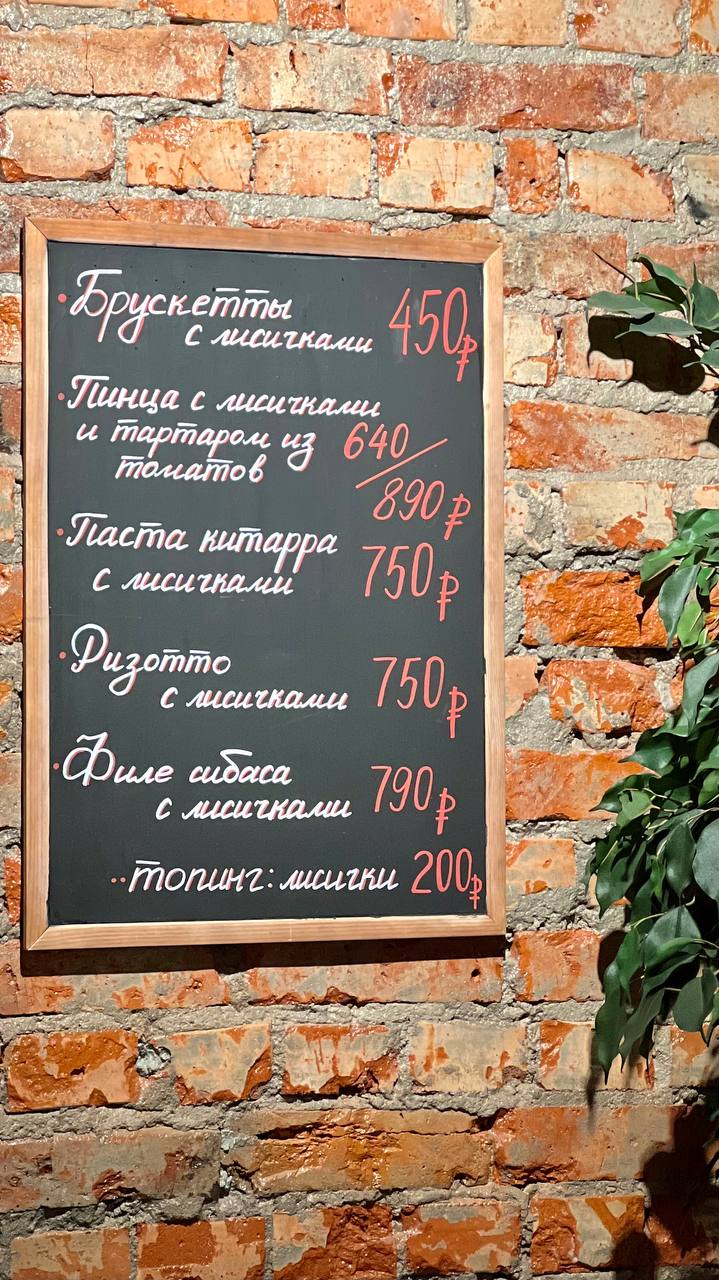 ·Брускетты
с лисичками 450₽
·Пинца с лисичками
и тартаром из 640/
томатов
890₽
·Паста китарра
с лисичками 750₽
·Ризотто
с лисичками 750₽
·Филе сибаса
с лисичками 790₽
··топинг: лисички 200₽